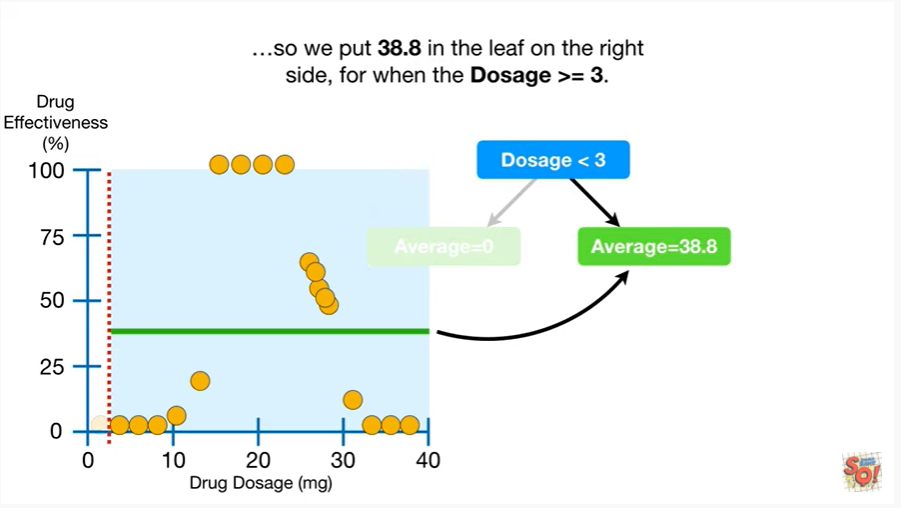 …so we put 38.8 in the leaf on the right
side, for when the Dosage >= 3.
Drug
Effectiveness
(%)
100
75
50
25
0
0 10 20 30 40
Drug Dosage (mg)
Dosage < 3
Average=0
Average=38.8
SQ!